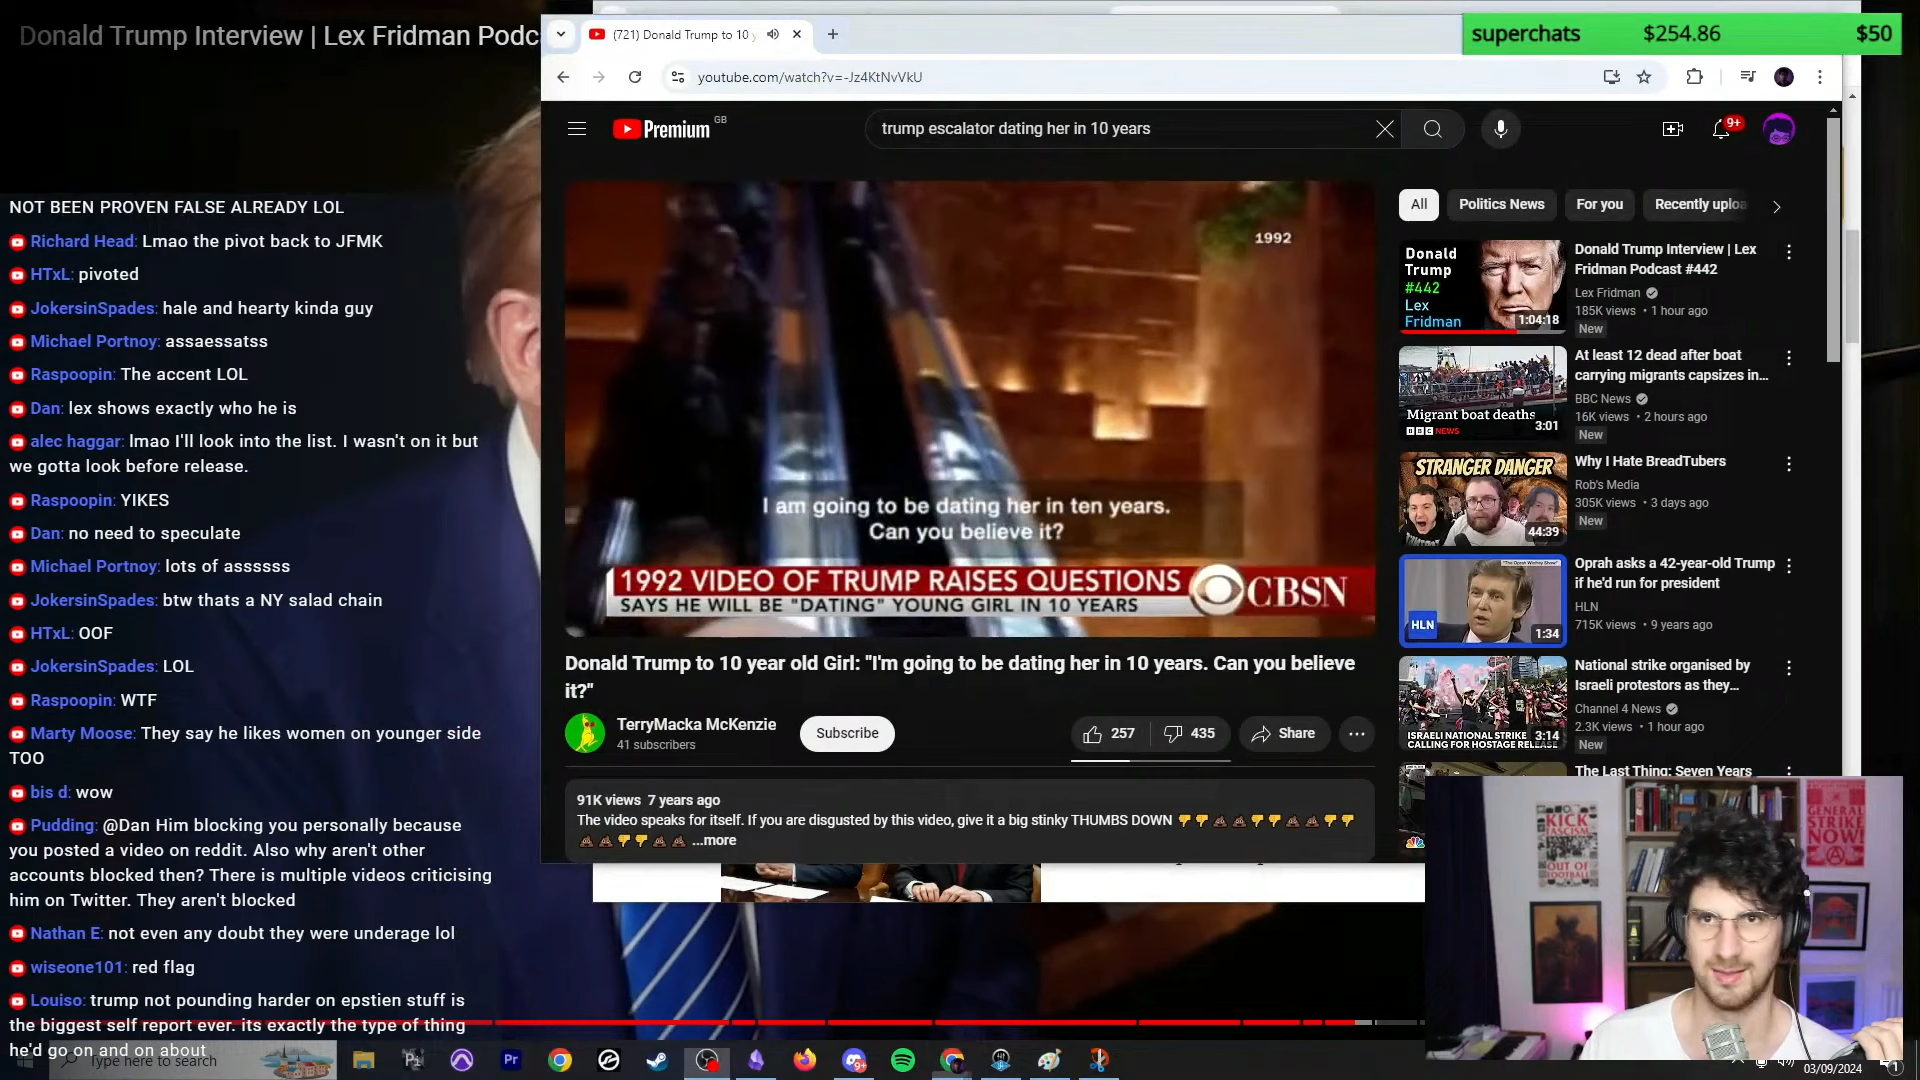 Donald Trump Interview | Lex Fridman Podc
(721) Donald Trump to 10 y
superchats $254.86 $50
youtube.com/watch?v=-Jz4KtNvVkU
Premium GB
trump escalator dating her in 10 years
9+
NOT BEEN PROVEN FALSE ALREADY LOL
Richard Head: Lmao the pivot back to JFMK
HTxL: pivoted
JokersinSpades: hale and hearty kinda guy
Michael Portnoy: assaessatss
Raspoopin: The accent LOL
Dan: lex shows exactly who he is
alec haggar: lmao I'll look into the list. I wasn't on it but
we gotta look before release.
Raspoopin: YIKES
Dan: no need to speculate
Michael Portnoy: lots of assssss
JokersinSpades: btw thats a NY salad chain
HTxL: OOF
JokersinSpades: LOL
Raspoopin: WTF
Marty Moose: They say he likes women on younger side
TOO
bis d: wow
Pudding: @Dan Him blocking you personally because
you posted a video on reddit. Also why aren't other
accounts blocked then? There is multiple videos criticising
him on Twitter. They aren't blocked
Nathan E: not even any doubt they were underage lol
wiseone101: red flag
Louiso: trump not pounding harder on epstien stuff is
the biggest self report ever. its exactly the type of thing
he'd go on and on about
1992
I am going to be dating her in ten years.
Can you believe it?
1992 VIDEO OF TRUMP RAISES QUESTIONS
SAYS HE WILL BE "DATING" YOUNG GIRL IN 10 YEARS
CBSN
Donald Trump to 10 year old Girl: "I'm going to be dating her in 10 years. Can you believe
it?"
TerryMacka McKenzie
41 subscribers
Subscribe
257
435
Share
91K views 7 years ago
The video speaks for itself. If you are disgusted by this video, give it a big stinky THUMBS DOWN 👎👎💩💩👎👎💩💩👎👎
💩💩👎👎💩💩 ...more
All
Politics News
For you
Recently uploa
Donald
Trump
#442
Lex
Fridman
1:04:18
Donald Trump Interview | Lex
Fridman Podcast #442
Lex Fridman
185K views • 1 hour ago
New
Migrant boat deaths
BBC NEWS
3:01
At least 12 dead after boat
carrying migrants capsizes in...
BBC News
16K views • 2 hours ago
New
STRANGER DANGER
44:39
Why I Hate BreadTubers
Rob's Media
305K views • 3 days ago
New
HLN
1:34
Oprah asks a 42-year-old Trump
if he'd run for president
HLN
715K views • 9 years ago
ISRAELI NATIONAL STRIKE
CALLING FOR HOSTAGE RELEASE
3:14
National strike organised by
Israeli protestors as they...
Channel 4 News
2.3K views • 1 hour ago
New
The Last Thing: Seven Years
KICK
FASCISM
OUT OF
FOOTBALL
GENERAL
STRIKE
NOW!
Type here to search
Pr
9+
03/09/2024
1